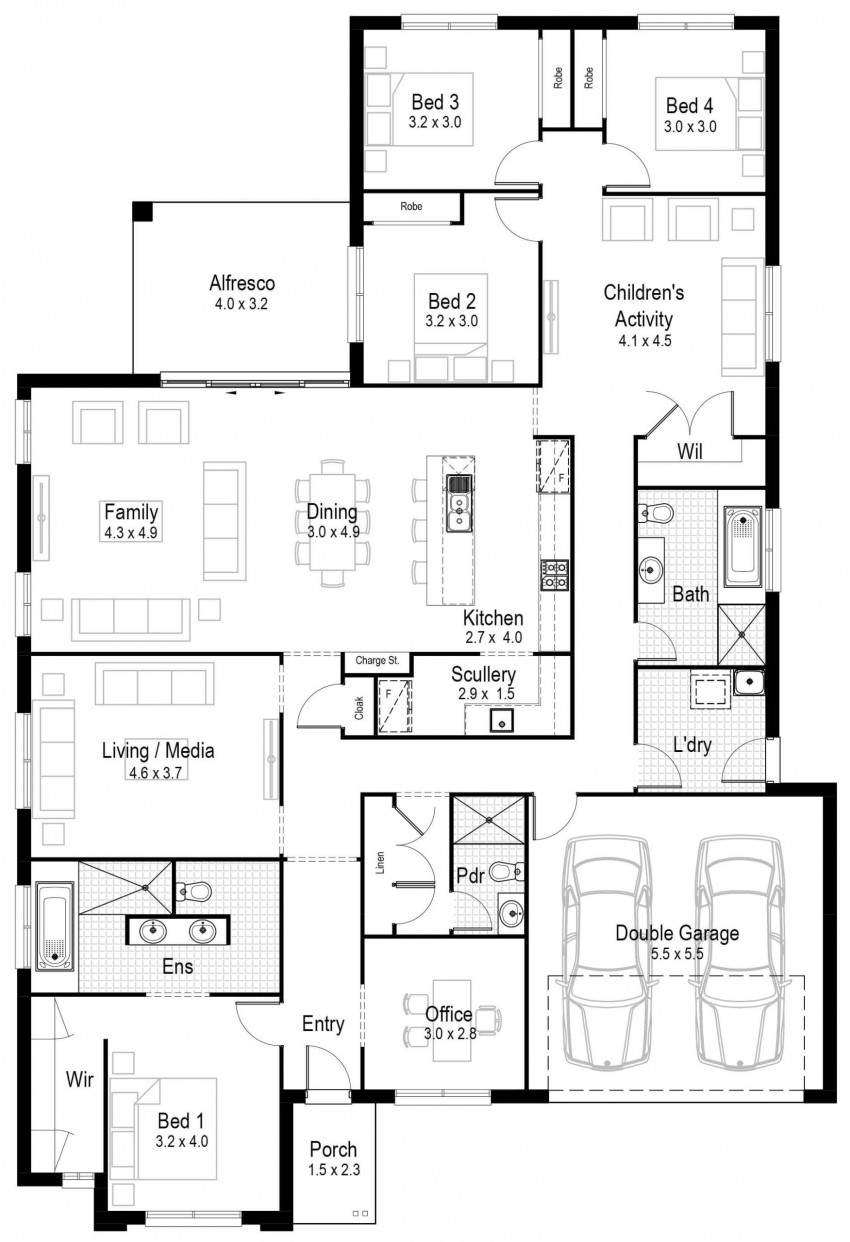 Bed 3
3.2 x 3.0
Robe
Robe
Bed 4
3.0 x 3.0
Robe
Alfresco
4.0 x 3.2
Bed 2
3.2 x 3.0
Children's
Activity
4.1 x 4.5
Wil
F
Family
4.3 x 4.9
Dining
3.0 x 4.9
Kitchen
2.7 x 4.0
Bath
Charge St.
Scullery
2.9 x 1.5
F
Cloak
Living / Media
4.6 x 3.7
L'dry
Linen
Pdr
Ens
Double Garage
5.5 x 5.5
Entry
Office
3.0 x 2.8
Wir
Bed 1
3.2 x 4.0
Porch
1.5 x 2.3